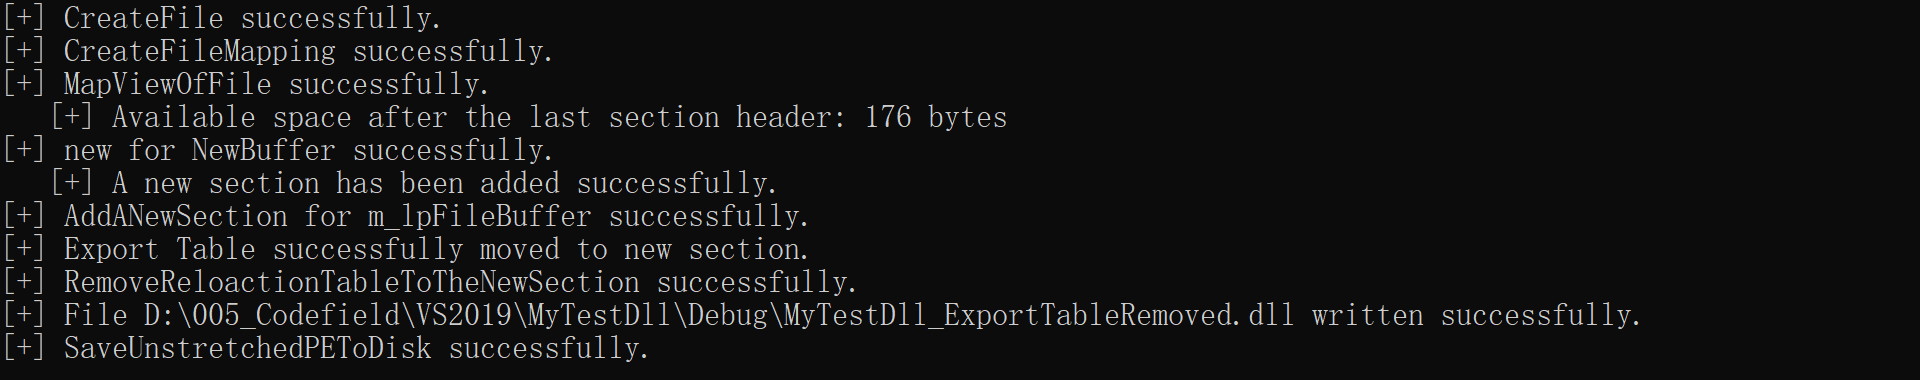 [+] CreateFile successfully.
[+] CreateFileMapping successfully.
[+] MapViewOfFile successfully.
[+] Available space after the last section header: 176 bytes
[+] new for NewBuffer successfully.
[+] A new section has been added successfully.
[+] AddANewSection for m_lpFileBuffer successfully.
[+] Export Table successfully moved to new section.
[+] RemoveReloactionTableToTheNewSection successfully.
[+] File D:\005_Codefield\VS2019\MyTestDll\Debug\MyTestDll_ExportTableRemoved.dll written successfully.
[+] SaveUnstretchedPEToDisk successfully.